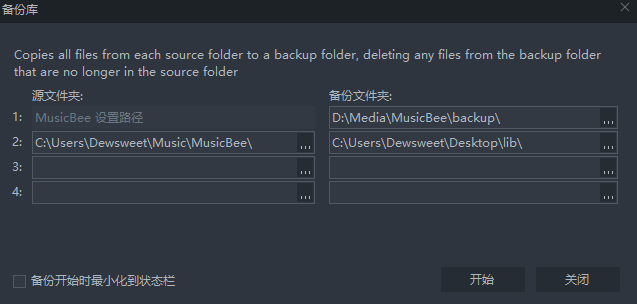 备份库
Copies all files from each source folder to a backup folder, deleting any files from the backup folder
that are no longer in the source folder
源文件夹: 备份文件夹:
1: MusicBee 设置路径 D:\Media\MusicBee\backup\ ...
2: C:\Users\Dewsweet\Music\MusicBee\ ... C:\Users\Dewsweet\Desktop\lib\ ...
3: ... ...
4: ... ...
备份开始时最小化到状态栏 开始 关闭